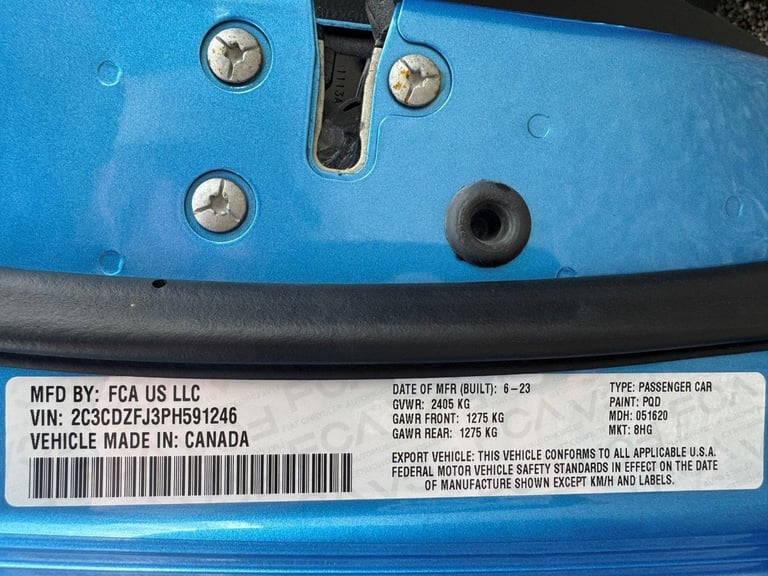 1113A
MFD BY: FCA US LLC
VIN: 2C3CDZFJ3PH591246
VEHICLE MADE IN: CANADA
DATE OF MFR (BUILT): 6-23
GVWR: 2405 KG
GAWR FRONT: 1275 KG
GAWR REAR: 1275 KG
TYPE: PASSENGER CAR
PAINT: PQD
MDH: 051620
MKT: 8HG
EXPORT VEHICLE: THIS VEHICLE CONFORMS TO ALL APPLICABLE U.S.A.
FEDERAL MOTOR VEHICLE SAFETY STANDARDS IN EFFECT ON THE DATE
OF MANUFACTURE SHOWN EXCEPT KM/H AND LABELS.